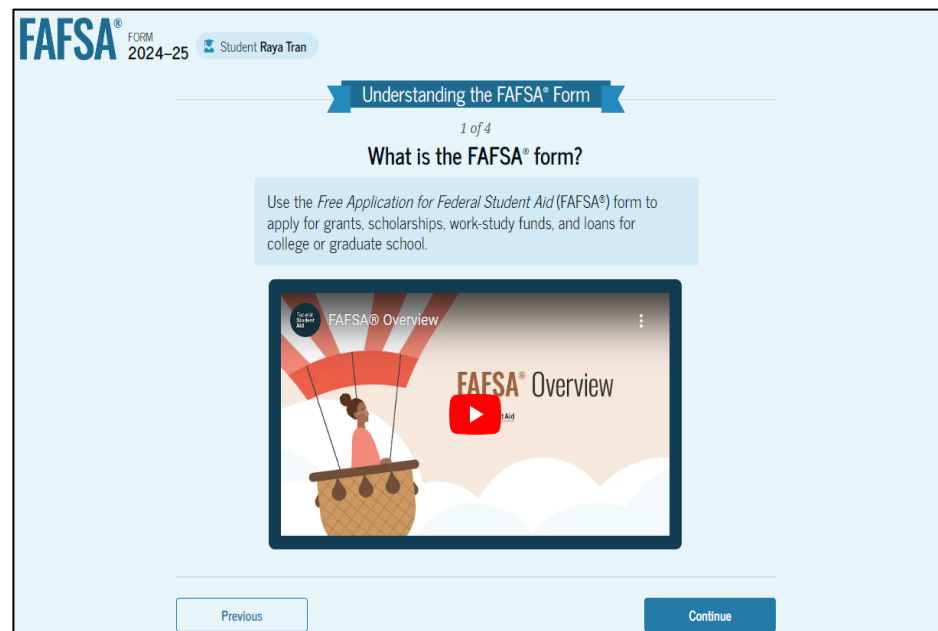 FAFSA®
FORM
2024–25
Student Raya Tran
Understanding the FAFSA® Form
1 of 4
What is the FAFSA® form?
Use the Free Application for Federal Student Aid (FAFSA®) form to
apply for grants, scholarships, work-study funds, and loans for
college or graduate school.
Federal
Student
Aid
FAFSA® Overview
FAFSA® Overview
Previous
Continue